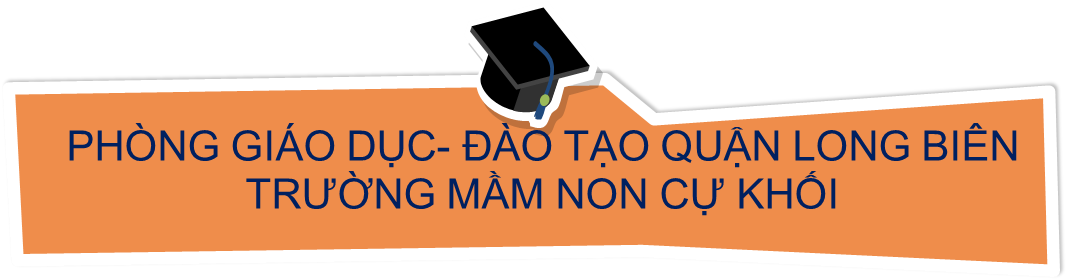 PHÒNG GIÁO DỤC- ĐÀO TẠO QUẬN LONG BIÊN
TRƯỜNG MẦM NON CỰ KHỐI